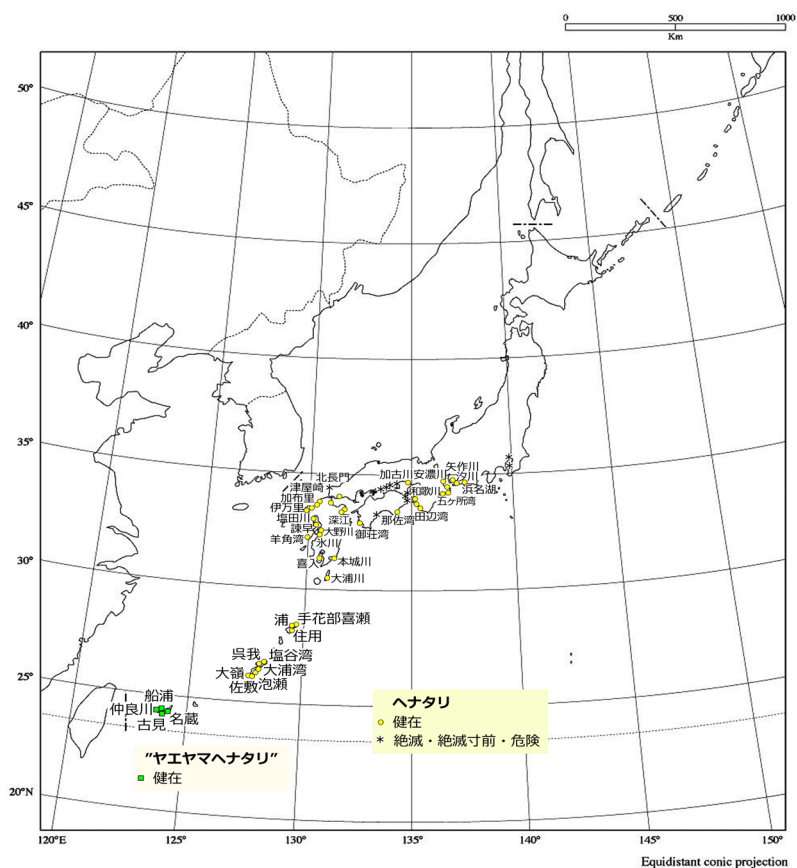 0 500 1000
Km
50°
45°
40°
35°
30°
25°
20°N
120°E 125° 130° 135° 140° 145° 150°
北長門
津屋崎
加布里
伊万里
塩田川
諫早
羊角湾
深江
大野川
氷川
喜入
本城川
大浦川
御荘湾
加古川
安濃川
矢作川
汐川
浜名湖
和歌川
五ヶ所湾
那佐湾
田辺湾
浦
手花部
喜瀬
住用
呉我
塩谷湾
大嶺
大浦湾
佐敷
泡瀬
船浦
仲良川
古見
名蔵
ヘナタリ
健在
絶滅・絶滅寸前・危険
"ヤエヤマヘナタリ"
健在
Equidistant conic projection